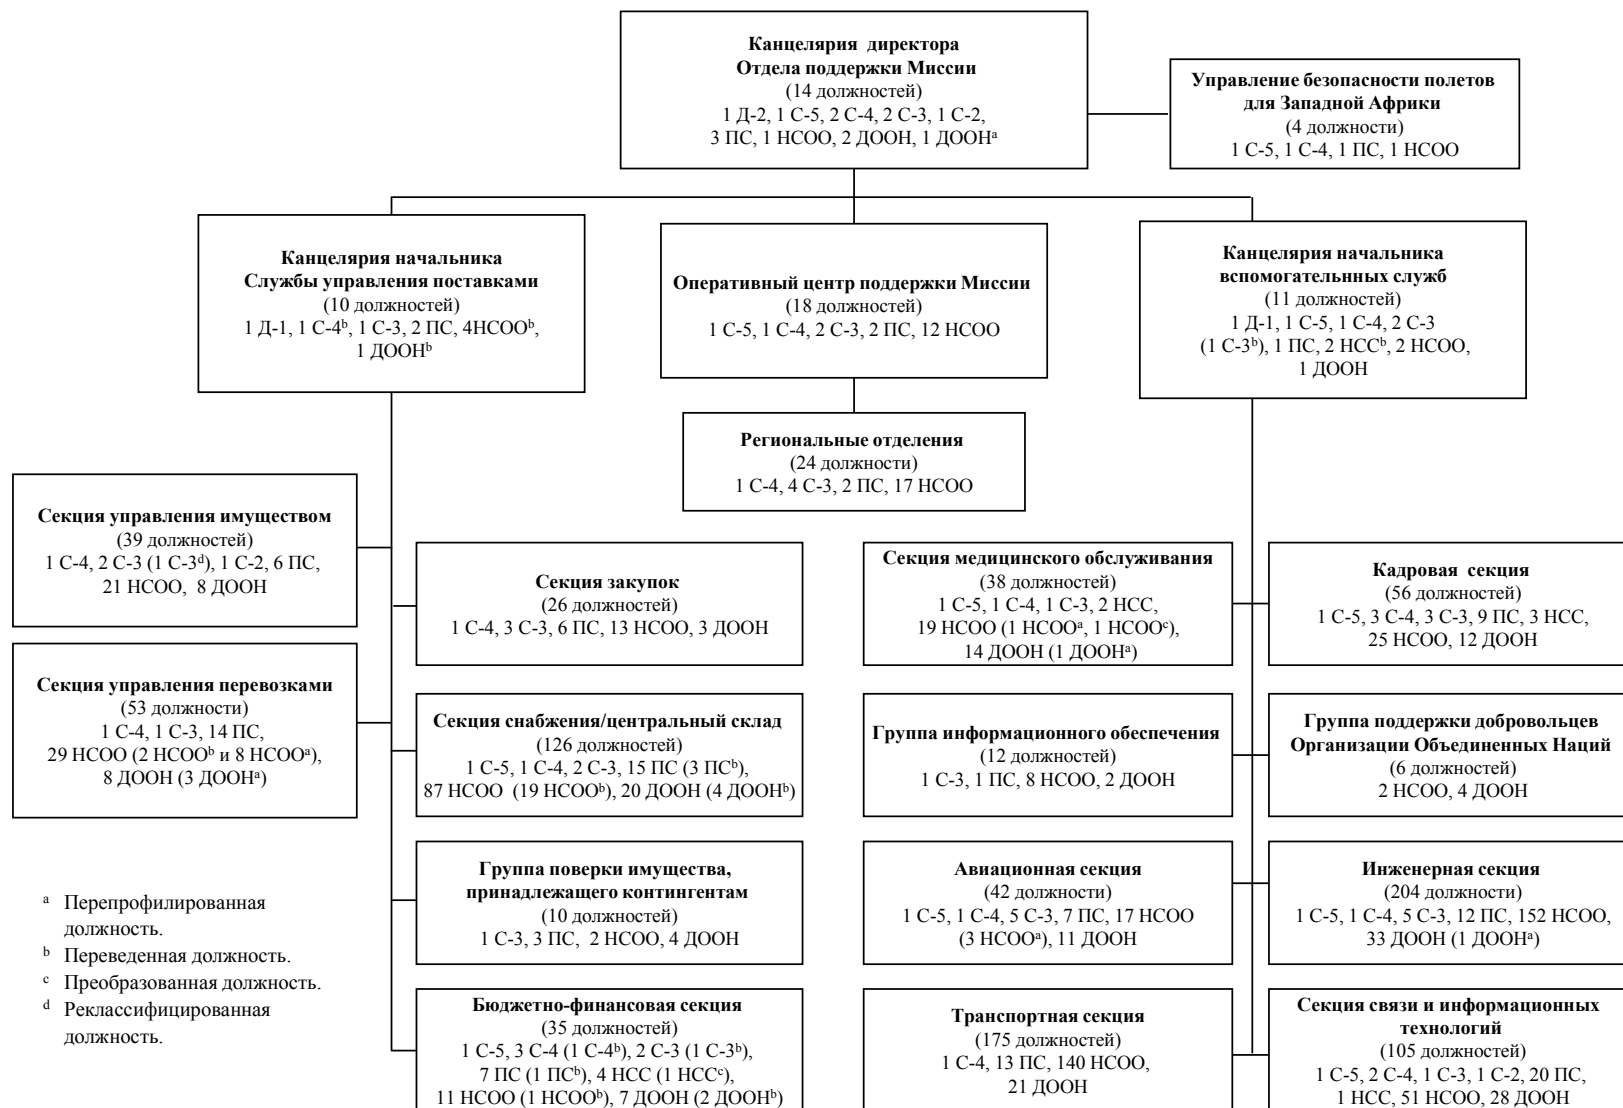 Канцелярия директора
Отдела поддержки Миссии
(14 должностей)
1 Д-2, 1 С-5, 2 С-4, 2 С-3, 1 С-2,
3 ПС, 1 НСОО, 2 ДООН, 1 ДООНᵃ
Управление безопасности полетов
для Западной Африки
(4 должности)
1 С-5, 1 С-4, 1 ПС, 1 НСОО
Канцелярия начальника
Службы управления поставками
(10 должностей)
1 Д-1, 1 С-4ᵇ, 1 С-3, 2 ПС, 4НСООᵇ,
1 ДООНᵇ
Оперативный центр поддержки Миссии
(18 должностей)
1 С-5, 1 С-4, 2 С-3, 2 ПС, 12 НСОО
Канцелярия начальника
вспомогательнных служб
(11 должностей)
1 Д-1, 1 С-5, 1 С-4, 2 С-3
(1 С-3ᵇ), 1 ПС, 2 НССᵇ, 2 НСОО,
1 ДООН
Региональные отделения
(24 должности)
1 С-4, 4 С-3, 2 ПС, 17 НСОО
Секция управления имуществом
(39 должностей)
1 С-4, 2 С-3 (1 С-3ᵈ), 1 С-2, 6 ПС,
21 НСОО, 8 ДООН
Секция закупок
(26 должностей)
1 С-4, 3 С-3, 6 ПС, 13 НСОО, 3 ДООН
Секция медицинского обслуживания
(38 должностей)
1 С-5, 1 С-4, 1 С-3, 2 НСС,
19 НСОО (1 НСООᵃ, 1 НСООᶜ),
14 ДООН (1 ДООНᵃ)
Кадровая секция
(56 должностей)
1 С-5, 3 С-4, 3 С-3, 9 ПС, 3 НСС,
25 НСОО, 12 ДООН
Секция управления перевозками
(53 должности)
1 С-4, 1 С-3, 14 ПС,
29 НСОО (2 НСООᵇ и 8 НСООᵃ),
8 ДООН (3 ДООНᵃ)
Секция снабжения/центральный склад
(126 должностей)
1 С-5, 1 С-4, 2 С-3, 15 ПС (3 ПСᵇ),
87 НСОО (19 НСООᵇ), 20 ДООН (4 ДООНᵇ)
Группа информационного обеспечения
(12 должностей)
1 С-3, 1 ПС, 8 НСОО, 2 ДООН
Группа поддержки добровольцев
Организации Объединенных Наций
(6 должностей)
2 НСОО, 4 ДООН
Группа поверки имущества,
принадлежащего контингентам
(10 должностей)
1 С-3, 3 ПС, 2 НСОО, 4 ДООН
Авиационная секция
(42 должности)
1 С-5, 1 С-4, 5 С-3, 7 ПС, 17 НСОО
(3 НСООᵃ), 11 ДООН
Инженерная секция
(204 должности)
1 С-5, 1 С-4, 5 С-3, 12 ПС, 152 НСОО,
33 ДООН (1 ДООНᵃ)
Бюджетно-финансовая секция
(35 должностей)
1 С-5, 3 С-4 (1 С-4ᵇ), 2 С-3 (1 С-3ᵇ),
7 ПС (1 ПСᵇ), 4 НСС (1 НССᶜ),
11 НСОО (1 НСООᵇ), 7 ДООН (2 ДООНᵇ)
Транспортная секция
(175 должностей)
1 С-4, 13 ПС, 140 НСОО,
21 ДООН
Секция связи и информационных
технологий
(105 должностей)
1 С-5, 2 С-4, 1 С-3, 1 С-2, 20 ПС,
1 НСС, 51 НСОО, 28 ДООН
ᵃ Перепрофилированная
должность.
ᵇ Переведенная должность.
ᶜ Преобразованная должность.
ᵈ Реклассифицированная
должность.